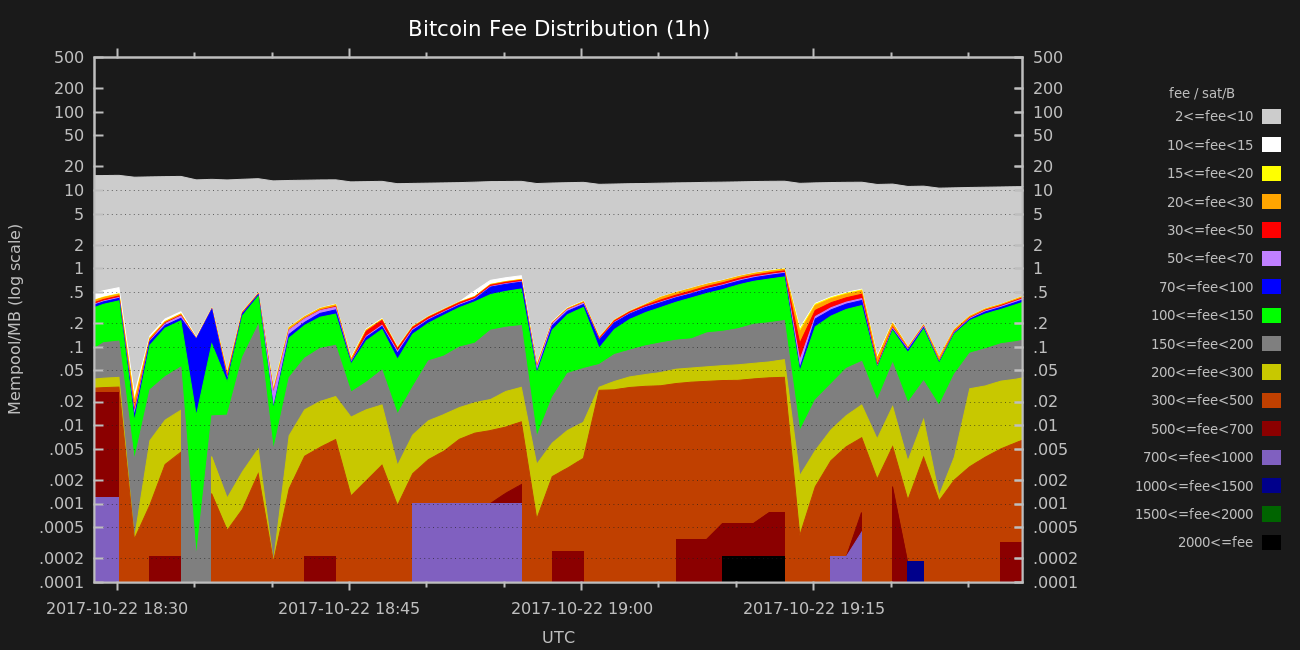 Bitcoin Fee Distribution (1h)
500 500
200 200
100 100
50 50
20 20
10 10
5 5
2 2
1 1
.5 .5
.2 .2
.1 .1
.05 .05
.02 .02
.01 .01
.005 .005
.002 .002
.001 .001
.0005 .0005
.0002 .0002
.0001 .0001
Mempool/MB (log scale)
2017-10-22 18:30 2017-10-22 18:45 2017-10-22 19:00 2017-10-22 19:15
UTC
fee / sat/B
2<=fee<10
10<=fee<15
15<=fee<20
20<=fee<30
30<=fee<50
50<=fee<70
70<=fee<100
100<=fee<150
150<=fee<200
200<=fee<300
300<=fee<500
500<=fee<700
700<=fee<1000
1000<=fee<1500
1500<=fee<2000
2000<=fee